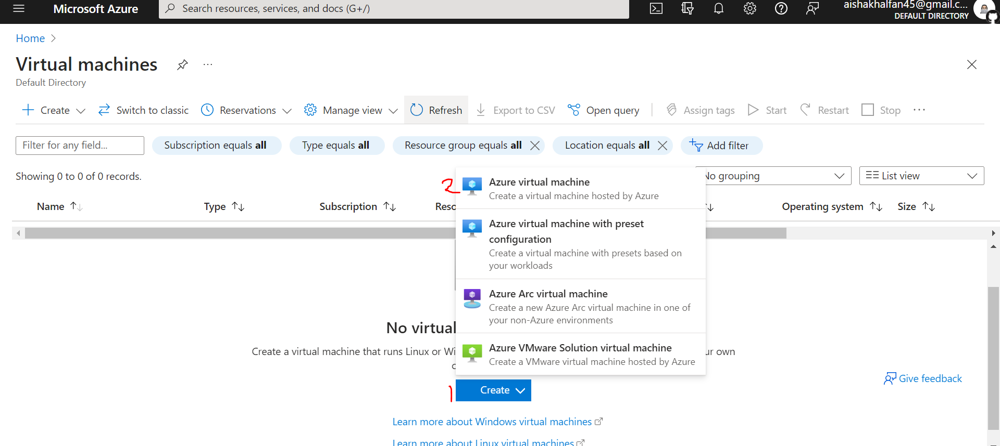 Microsoft Azure
Search resources, services, and docs (G+/)
aishakhalfan45@gmail.c...
DEFAULT DIRECTORY
Home
Virtual machines
...
Default Directory
Create
Switch to classic
Reservations
Manage view
Refresh
Export to CSV
Open query
Assign tags
Start
Restart
Stop
...
Filter for any field...
Subscription equals all
Type equals all
Resource group equals all
Location equals all
Add filter
Showing 0 to 0 of 0 records.
No grouping
List view
Name
Type
Subscription
Reso
Operating system
Size
2
Azure virtual machine
Create a virtual machine hosted by Azure
Azure virtual machine with preset
configuration
Create a virtual machine with presets based on
your workloads
Azure Arc virtual machine
Create a new Azure Arc virtual machine in one of
your non-Azure environments
Azure VMware Solution virtual machine
Create a VMware virtual machine hosted by Azure
No virtual
Create a virtual machine that runs Linux or Wi
ur own
1
Create
Give feedback
Learn more about Windows virtual machines
Learn more about Linux virtual machines